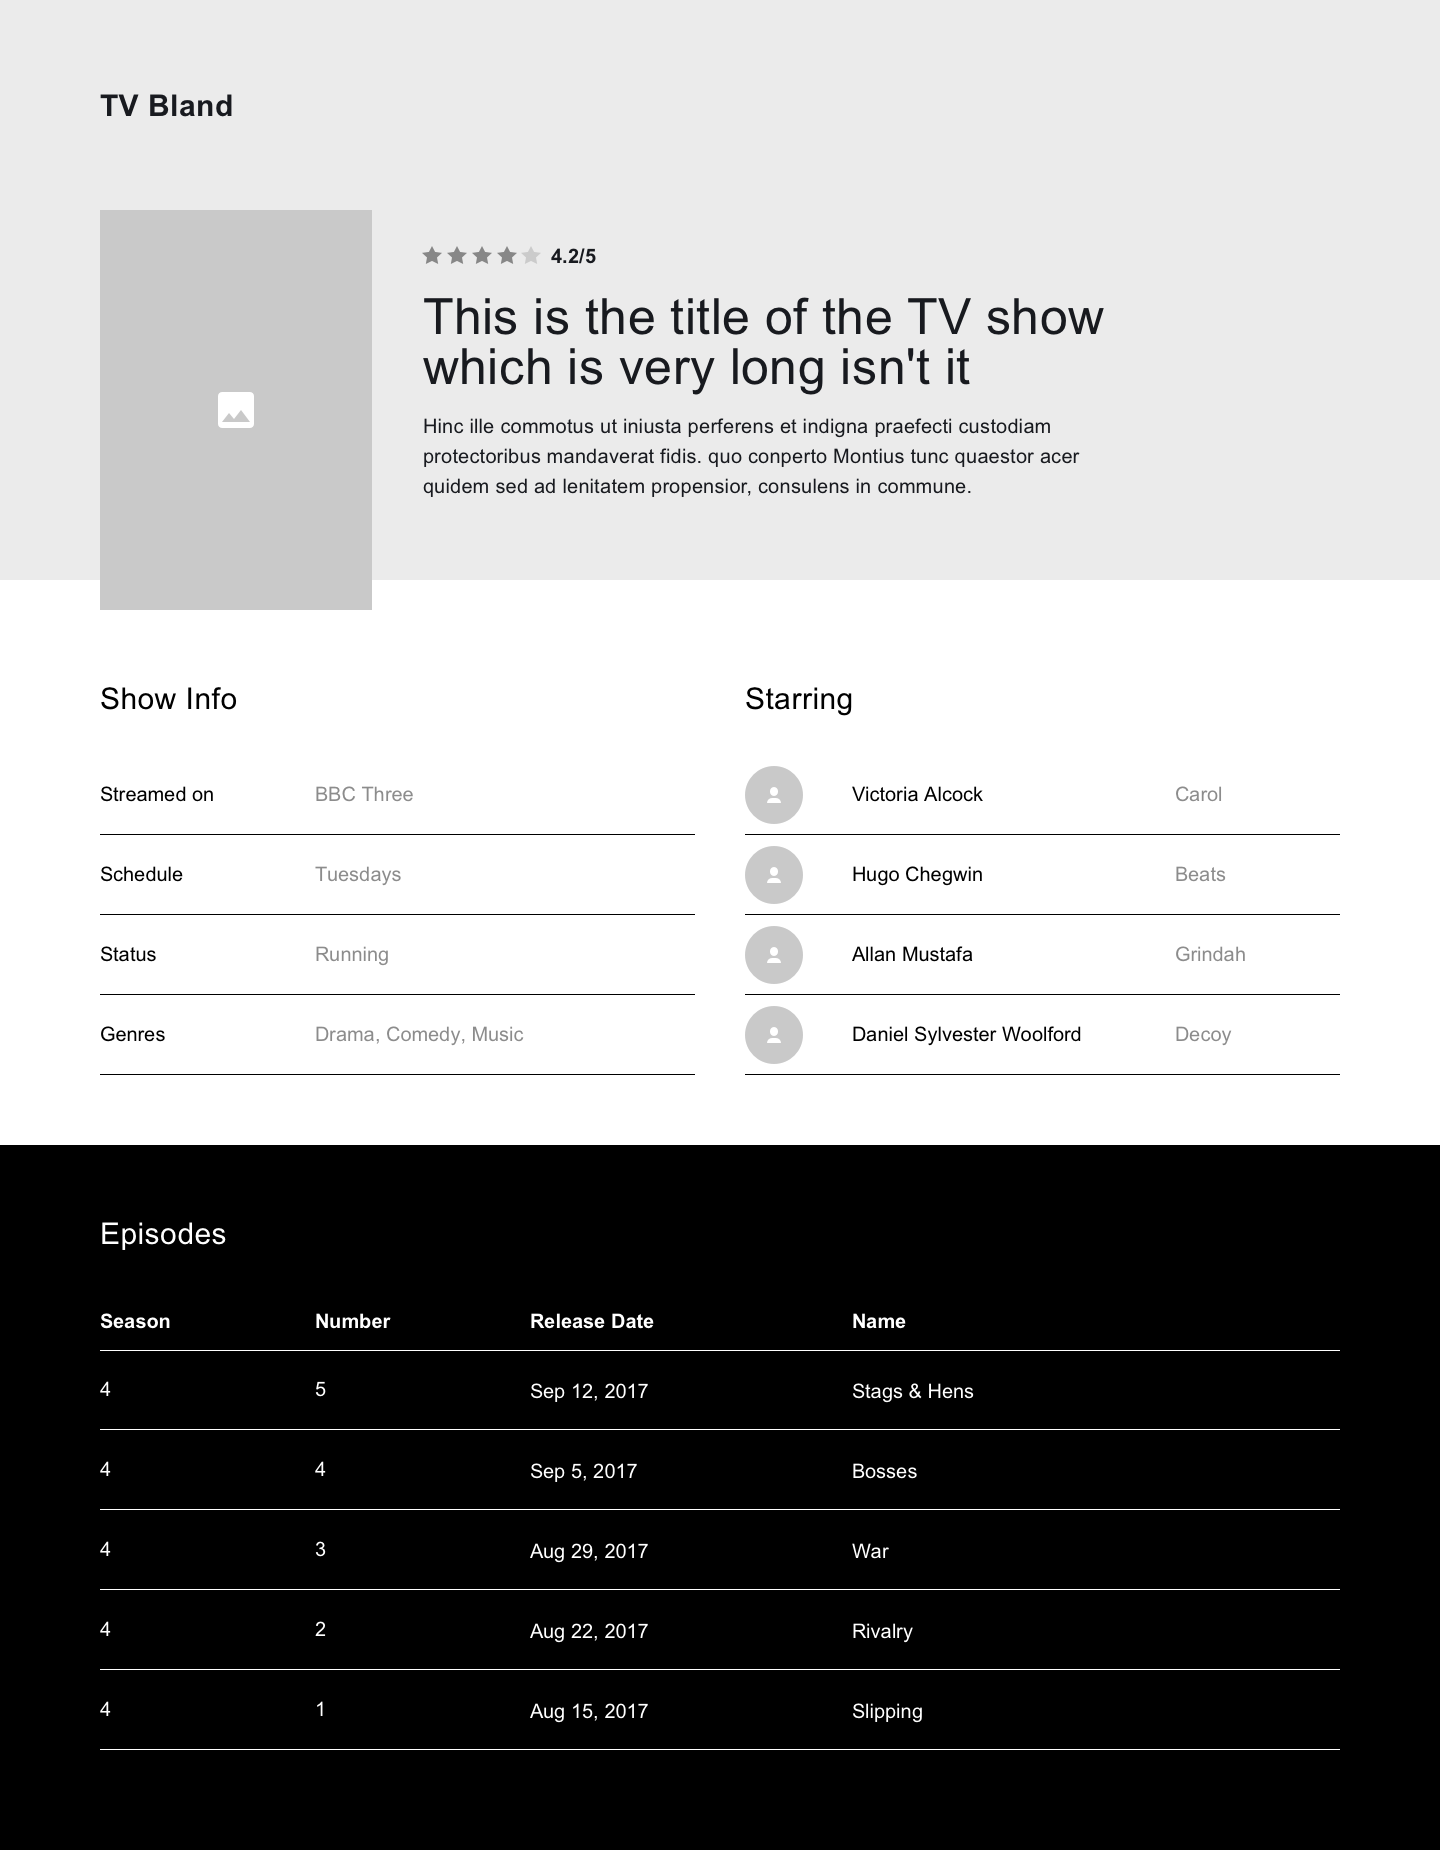 TV Bland
4.2/5
This is the title of the TV show
which is very long isn't it
Hinc ille commotus ut iniusta perferens et indigna praefecti custodiam
protectoribus mandaverat fidis. quo conperto Montius tunc quaestor acer
quidem sed ad lenitatem propensior, consulens in commune.
Show Info
Streamed on BBC Three
Schedule Tuesdays
Status Running
Genres Drama, Comedy, Music
Starring
Victoria Alcock Carol
Hugo Chegwin Beats
Allan Mustafa Grindah
Daniel Sylvester Woolford Decoy
Episodes
Season Number Release Date Name
4 5 Sep 12, 2017 Stags & Hens
4 4 Sep 5, 2017 Bosses
4 3 Aug 29, 2017 War
4 2 Aug 22, 2017 Rivalry
4 1 Aug 15, 2017 Slipping